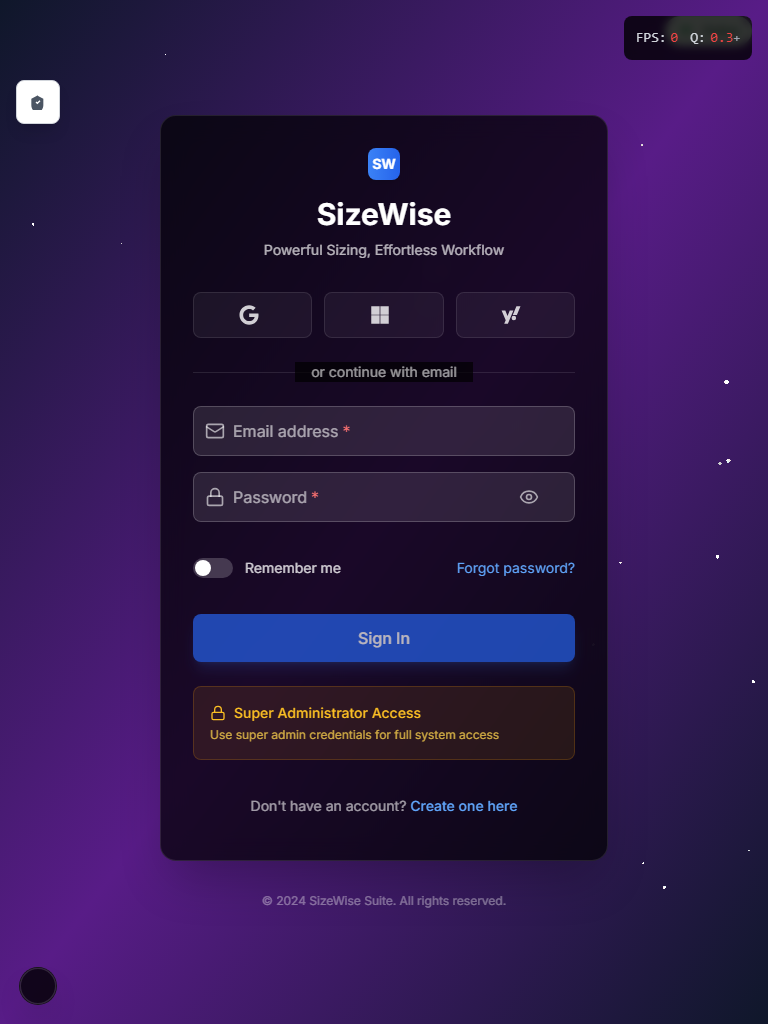 FPS: 0 Q: 0.3+
SW
SizeWise
Powerful Sizing, Effortless Workflow
G
y!
or continue with email
Email address *
Password *
Remember me
Forgot password?
Sign In
Super Administrator Access
Use super admin credentials for full system access
Don't have an account? Create one here
© 2024 SizeWise Suite. All rights reserved.